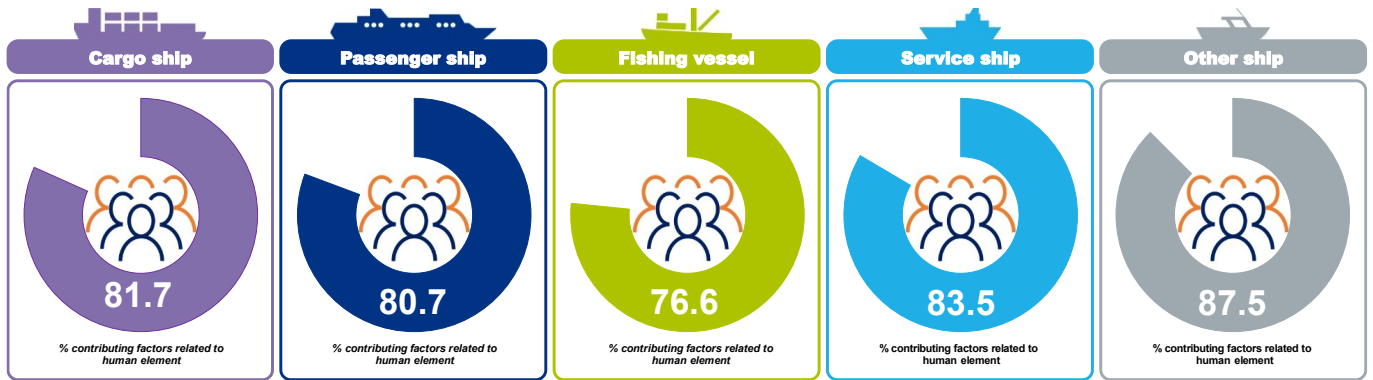 Cargo ship
81.7
% contributing factors related to
human element
Passenger ship
80.7
% contributing factors related to
human element
Fishing vessel
76.6
% contributing factors related to
human element
Service ship
83.5
% contributing factors related to
human element
Other ship
87.5
% contributing factors related to
human element